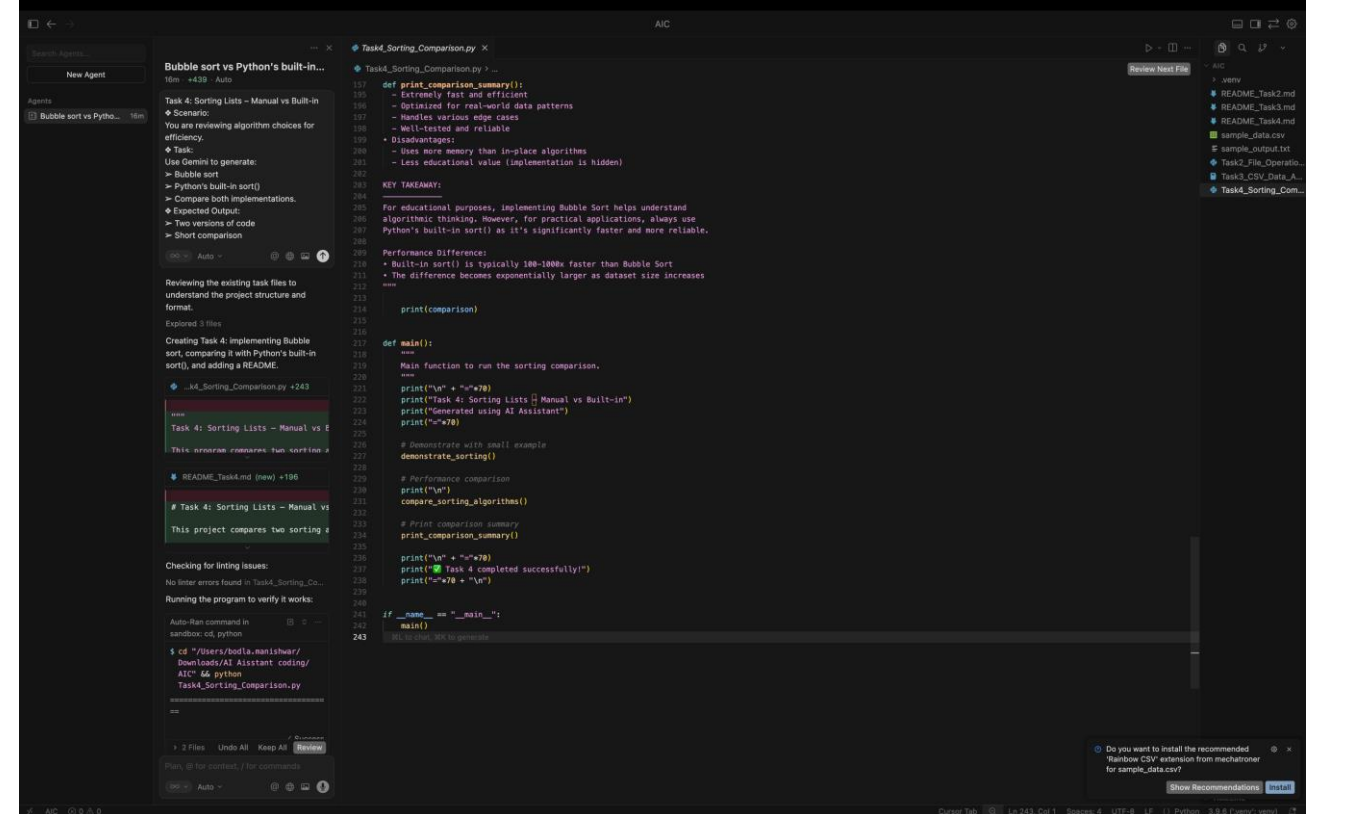 AIC
Search Agents...
New Agent
Agents
Bubble sort vs Pytho... 16m
Bubble sort vs Python's built-in...
16m · +439 · Auto
Task 4: Sorting Lists – Manual vs Built-in
❖ Scenario:
You are reviewing algorithm choices for
efficiency.
❖ Task:
Use Gemini to generate:
➢ Bubble sort
➢ Python's built-in sort()
➢ Compare both implementations.
❖ Expected Output:
➢ Two versions of code
➢ Short comparison
Auto
Reviewing the existing task files to
understand the project structure and
format.
Explored 3 files
Creating Task 4: implementing Bubble
sort, comparing it with Python's built-in
sort(), and adding a README.
...k4_Sorting_Comparison.py +243
"""
Task 4: Sorting Lists – Manual vs B
This program compares two sorting a
README_Task4.md (new) +196
# Task 4: Sorting Lists – Manual vs
This project compares two sorting a
Checking for linting issues:
No linter errors found in Task4_Sorting_Co...
Running the program to verify it works:
Auto-Ran command in
sandbox: cd, python
$ cd "/Users/bodla.manishwar/
Downloads/AI Aisstant coding/
AIC" && python
Task4_Sorting_Comparison.py
==================================
==
✓ Success
2 Files Undo All Keep All Review
Plan, @ for context, / for commands
Auto
Task4_Sorting_Comparison.py
Task4_Sorting_Comparison.py > ...
Review Next File
157 def print_comparison_summary():
195 – Extremely fast and efficient
196 – Optimized for real-world data patterns
197 – Handles various edge cases
198 – Well-tested and reliable
199 • Disadvantages:
200 – Uses more memory than in-place algorithms
201 – Less educational value (implementation is hidden)
202
203 KEY TAKEAWAY:
204 ─────────────
205 For educational purposes, implementing Bubble Sort helps understand
206 algorithmic thinking. However, for practical applications, always use
207 Python's built-in sort() as it's significantly faster and more reliable.
208
209 Performance Difference:
210 • Built-in sort() is typically 100-1000x faster than Bubble Sort
211 • The difference becomes exponentially larger as dataset size increases
212 """
213
214 print(comparison)
215
216
217 def main():
218 """
219 Main function to run the sorting comparison.
220 """
221 print("\n" + "="*70)
222 print("Task 4: Sorting Lists – Manual vs Built-in")
223 print("Generated using AI Assistant")
224 print("="*70)
225
226 # Demonstrate with small example
227 demonstrate_sorting()
228
229 # Performance comparison
230 print("\n")
231 compare_sorting_algorithms()
232
233 # Print comparison summary
234 print_comparison_summary()
235
236 print("\n" + "="*70)
237 print("✅ Task 4 completed successfully!")
238 print("="*70 + "\n")
239
240
241 if __name__ == "__main__":
242 main()
243 ⌘L to chat, ⌘K to generate
AIC
.venv
README_Task2.md
README_Task3.md
README_Task4.md
sample_data.csv
sample_output.txt
Task2_File_Operatio...
Task3_CSV_Data_A...
Task4_Sorting_Com...
Do you want to install the recommended
'Rainbow CSV' extension from mechatroner
for sample_data.csv?
Show Recommendations Install
AIC 0 0
Cursor Tab Ln 243, Col 1 Spaces: 4 UTF-8 LF Python 3.9.6 ('.venv': venv)